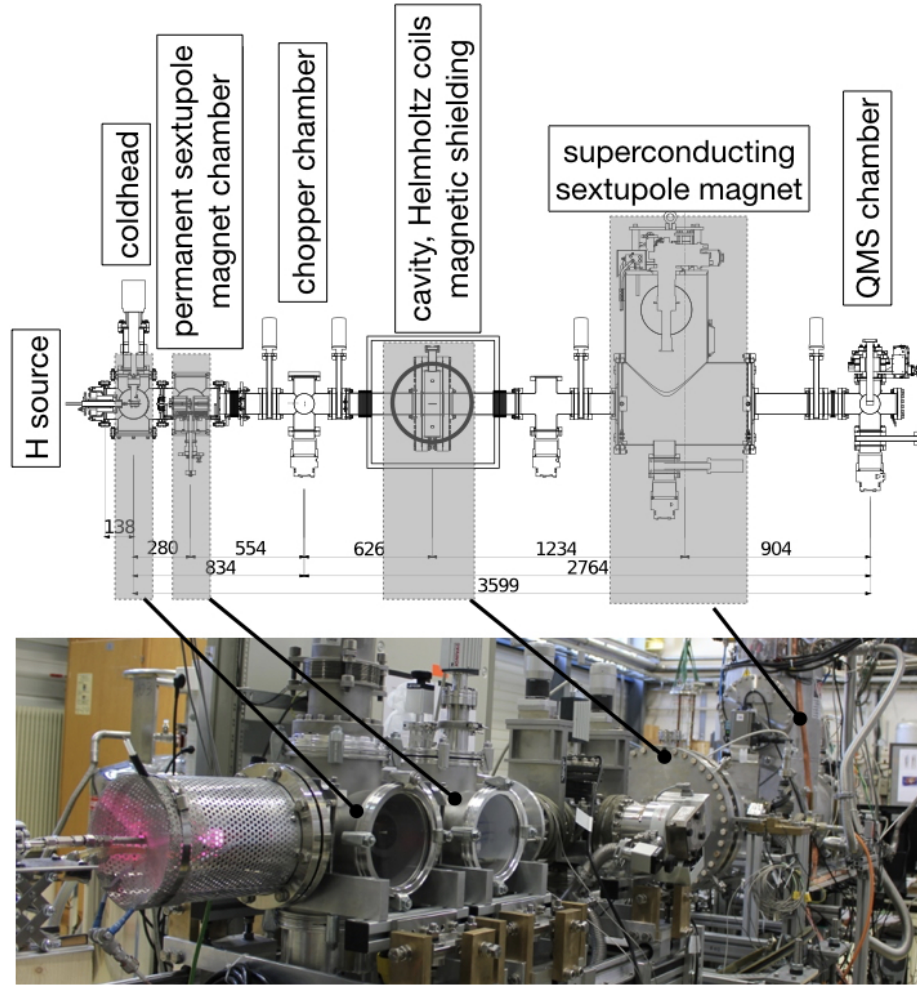 H source
coldhead
permanent sextupole
magnet chamber
chopper chamber
cavity, Helmholtz coils
magnetic shielding
superconducting
sextupole magnet
QMS chamber
138
280
554
626
1234
904
834
2764
3599